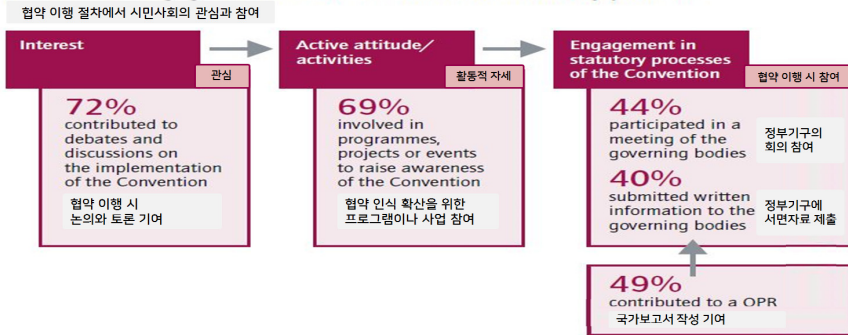 협약 이행 절차에서 시민사회의 관심과 참여
Interest
관심
72%
contributed to
debates and
discussions on
the implementation
of the Convention
협약 이행 시
논의와 토론 기여
Active attitude/
activities
활동적 자세
69%
involved in
programmes,
projects or events
to raise awareness
of the Convention
협약 인식 확산을 위한
프로그램이나 사업 참여
Engagement in
statutory processes
of the Convention
협약 이행 시 참여
44%
participated in a
meeting of the
governing bodies
정부기구의
회의 참여
40%
submitted written
information to the
governing bodies
정부기구에
서면자료 제출
49%
contributed to a OPR
국가보고서 작성 기여